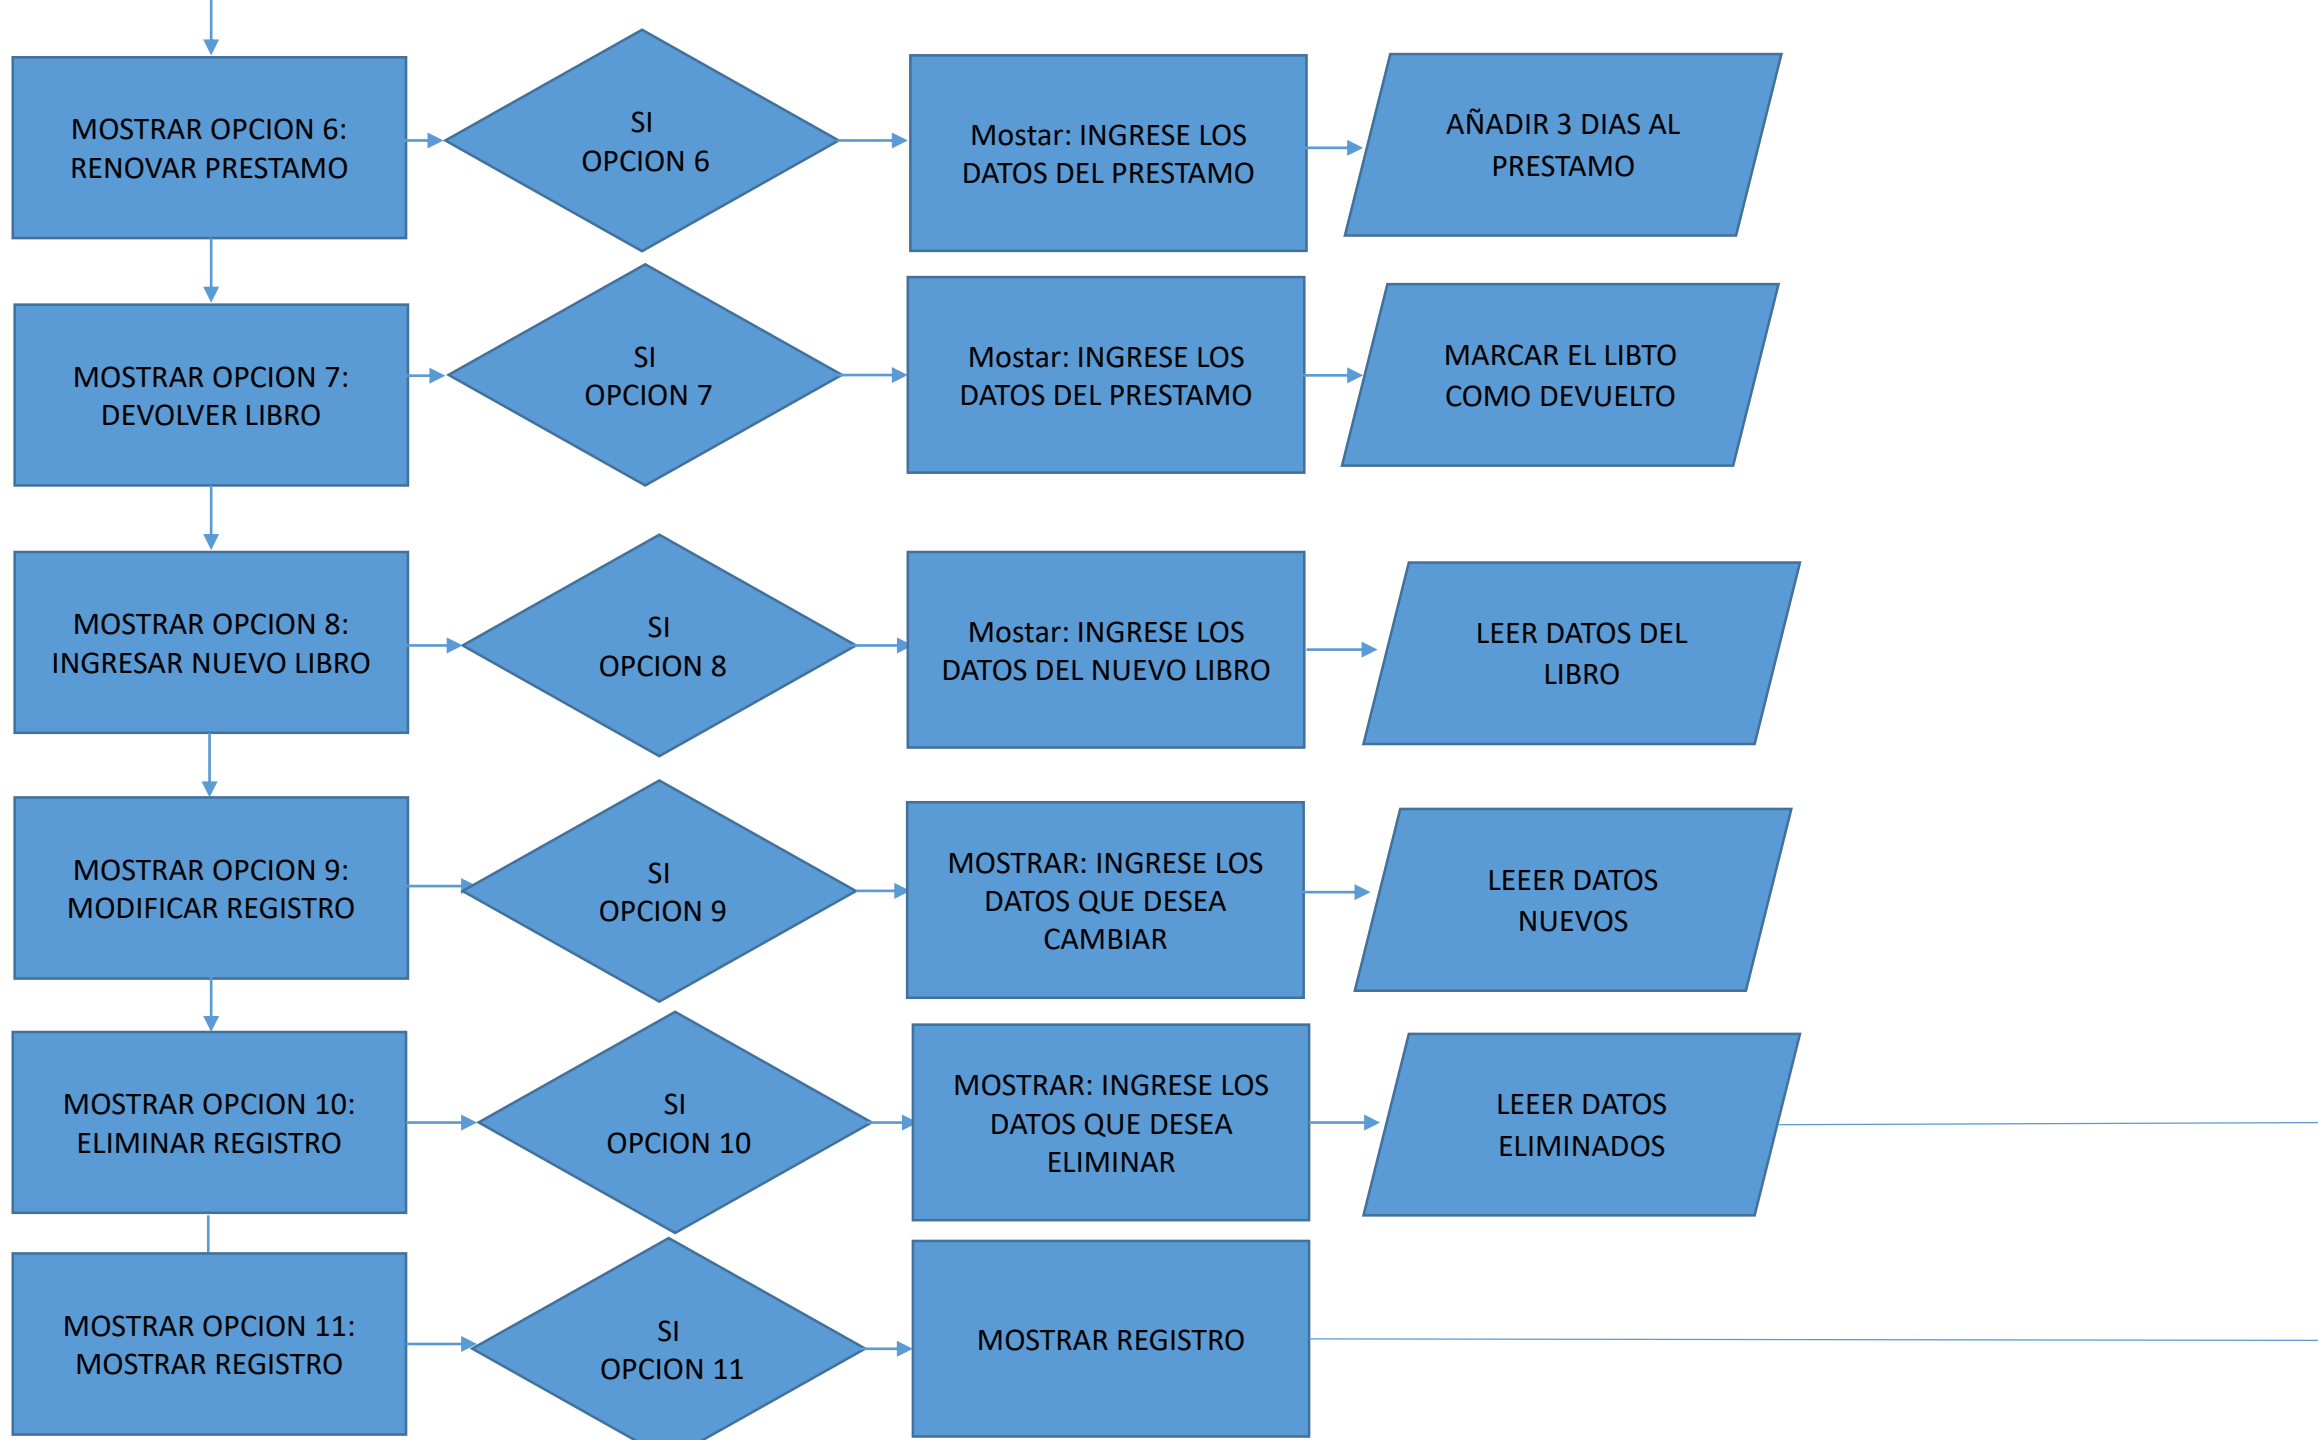 MOSTRAR OPCION 6:
RENOVAR PRESTAMO
SI
OPCION 6
Mostar: INGRESE LOS
DATOS DEL PRESTAMO
AÑADIR 3 DIAS AL
PRESTAMO
MOSTRAR OPCION 7:
DEVOLVER LIBRO
SI
OPCION 7
Mostar: INGRESE LOS
DATOS DEL PRESTAMO
MARCAR EL LIBTO
COMO DEVUELTO
MOSTRAR OPCION 8:
INGRESAR NUEVO LIBRO
SI
OPCION 8
Mostar: INGRESE LOS
DATOS DEL NUEVO LIBRO
LEER DATOS DEL
LIBRO
MOSTRAR OPCION 9:
MODIFICAR REGISTRO
SI
OPCION 9
MOSTRAR: INGRESE LOS
DATOS QUE DESEA
CAMBIAR
LEEER DATOS
NUEVOS
MOSTRAR OPCION 10:
ELIMINAR REGISTRO
SI
OPCION 10
MOSTRAR: INGRESE LOS
DATOS QUE DESEA
ELIMINAR
LEEER DATOS
ELIMINADOS
MOSTRAR OPCION 11:
MOSTRAR REGISTRO
SI
OPCION 11
MOSTRAR REGISTRO